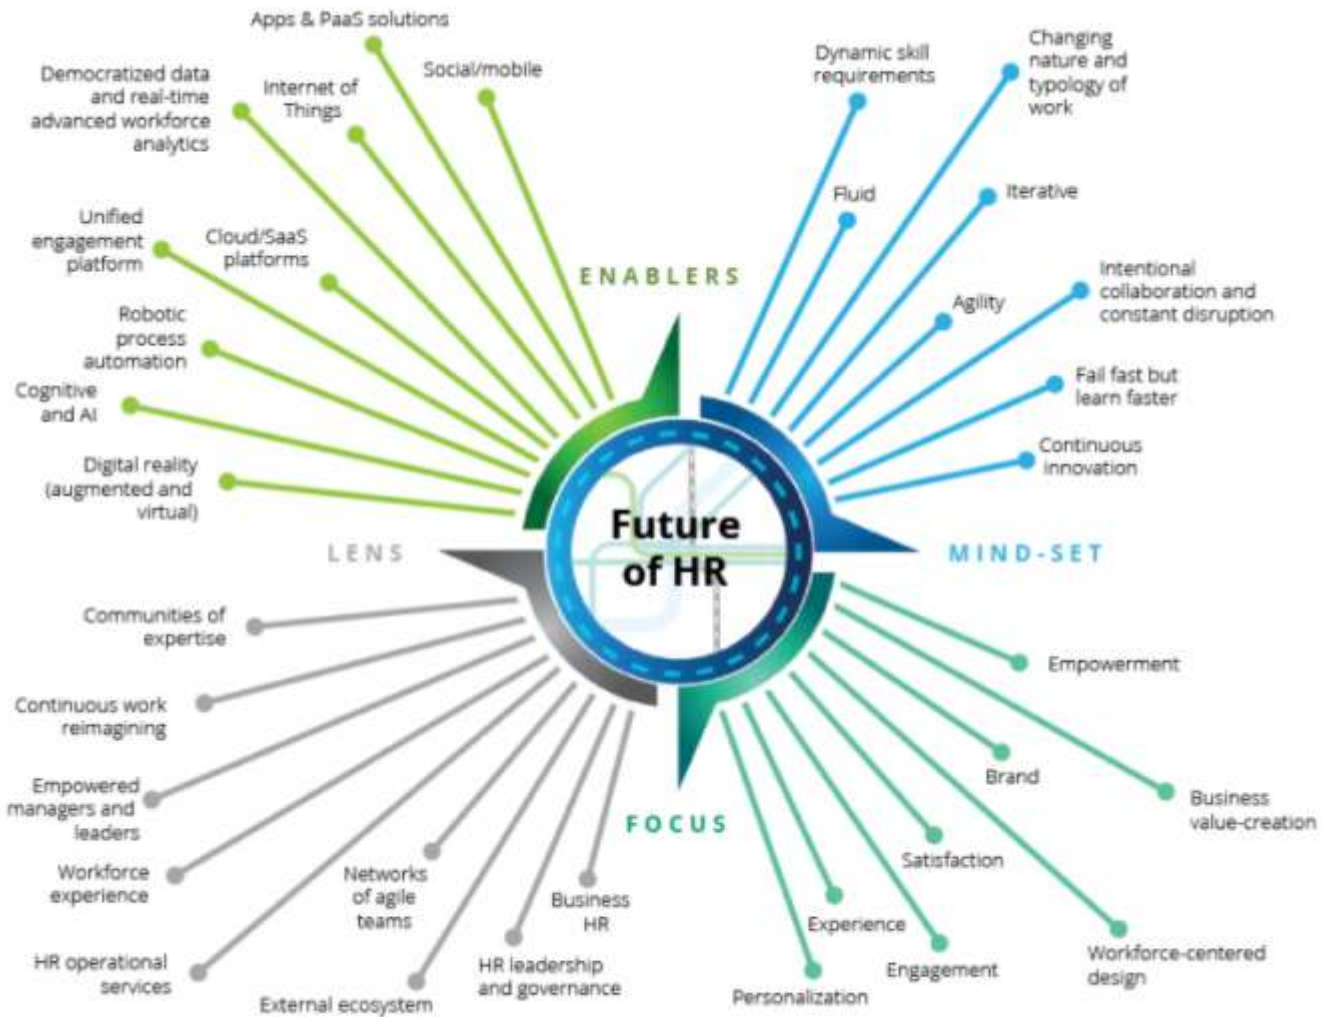 Apps & PaaS solutions
Social/mobile
Democratized data
and real-time
advanced workforce
analytics
Internet of
Things
Unified
engagement
platform
Cloud/SaaS
platforms
Robotic
process
automation
Cognitive
and AI
Digital reality
(augmented and
virtual)
ENABLERS
Dynamic skill
requirements
Changing
nature and
typology of
work
Fluid
Iterative
Agility
Intentional
collaboration and
constant disruption
Fail fast but
learn faster
Continuous
innovation
MIND-SET
Future
of HR
LENS
Communities of
expertise
Continuous work
reimagining
Empowered
managers and
leaders
Workforce
experience
HR operational
services
Networks
of agile
teams
External ecosystem
HR leadership
and governance
Business
HR
FOCUS
Empowerment
Business
value-creation
Brand
Workforce-centered
design
Satisfaction
Engagement
Experience
Personalization